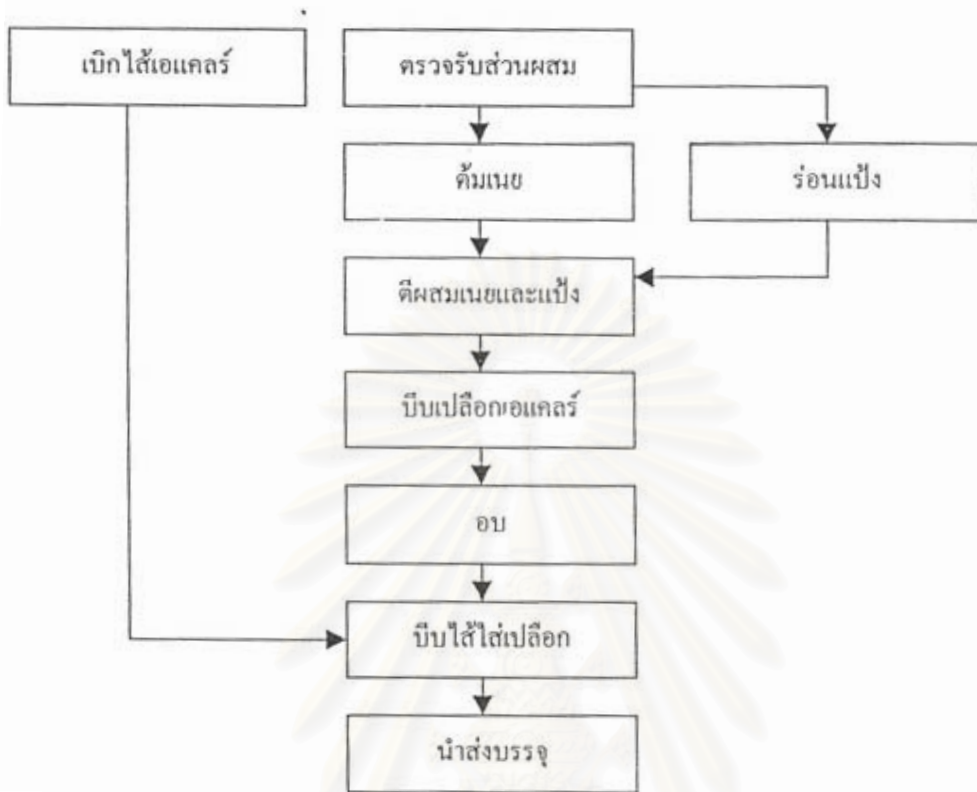 เบิกไส้เอแคลร์
ตรวจรับส่วนผสม
ต้มเนย
ร่อนแป้ง
ตีผสมเนยและแป้ง
บีบเปลือกเอแคลร์
อบ
บีบไส้ใส่เปลือก
นำส่งบรรจุ